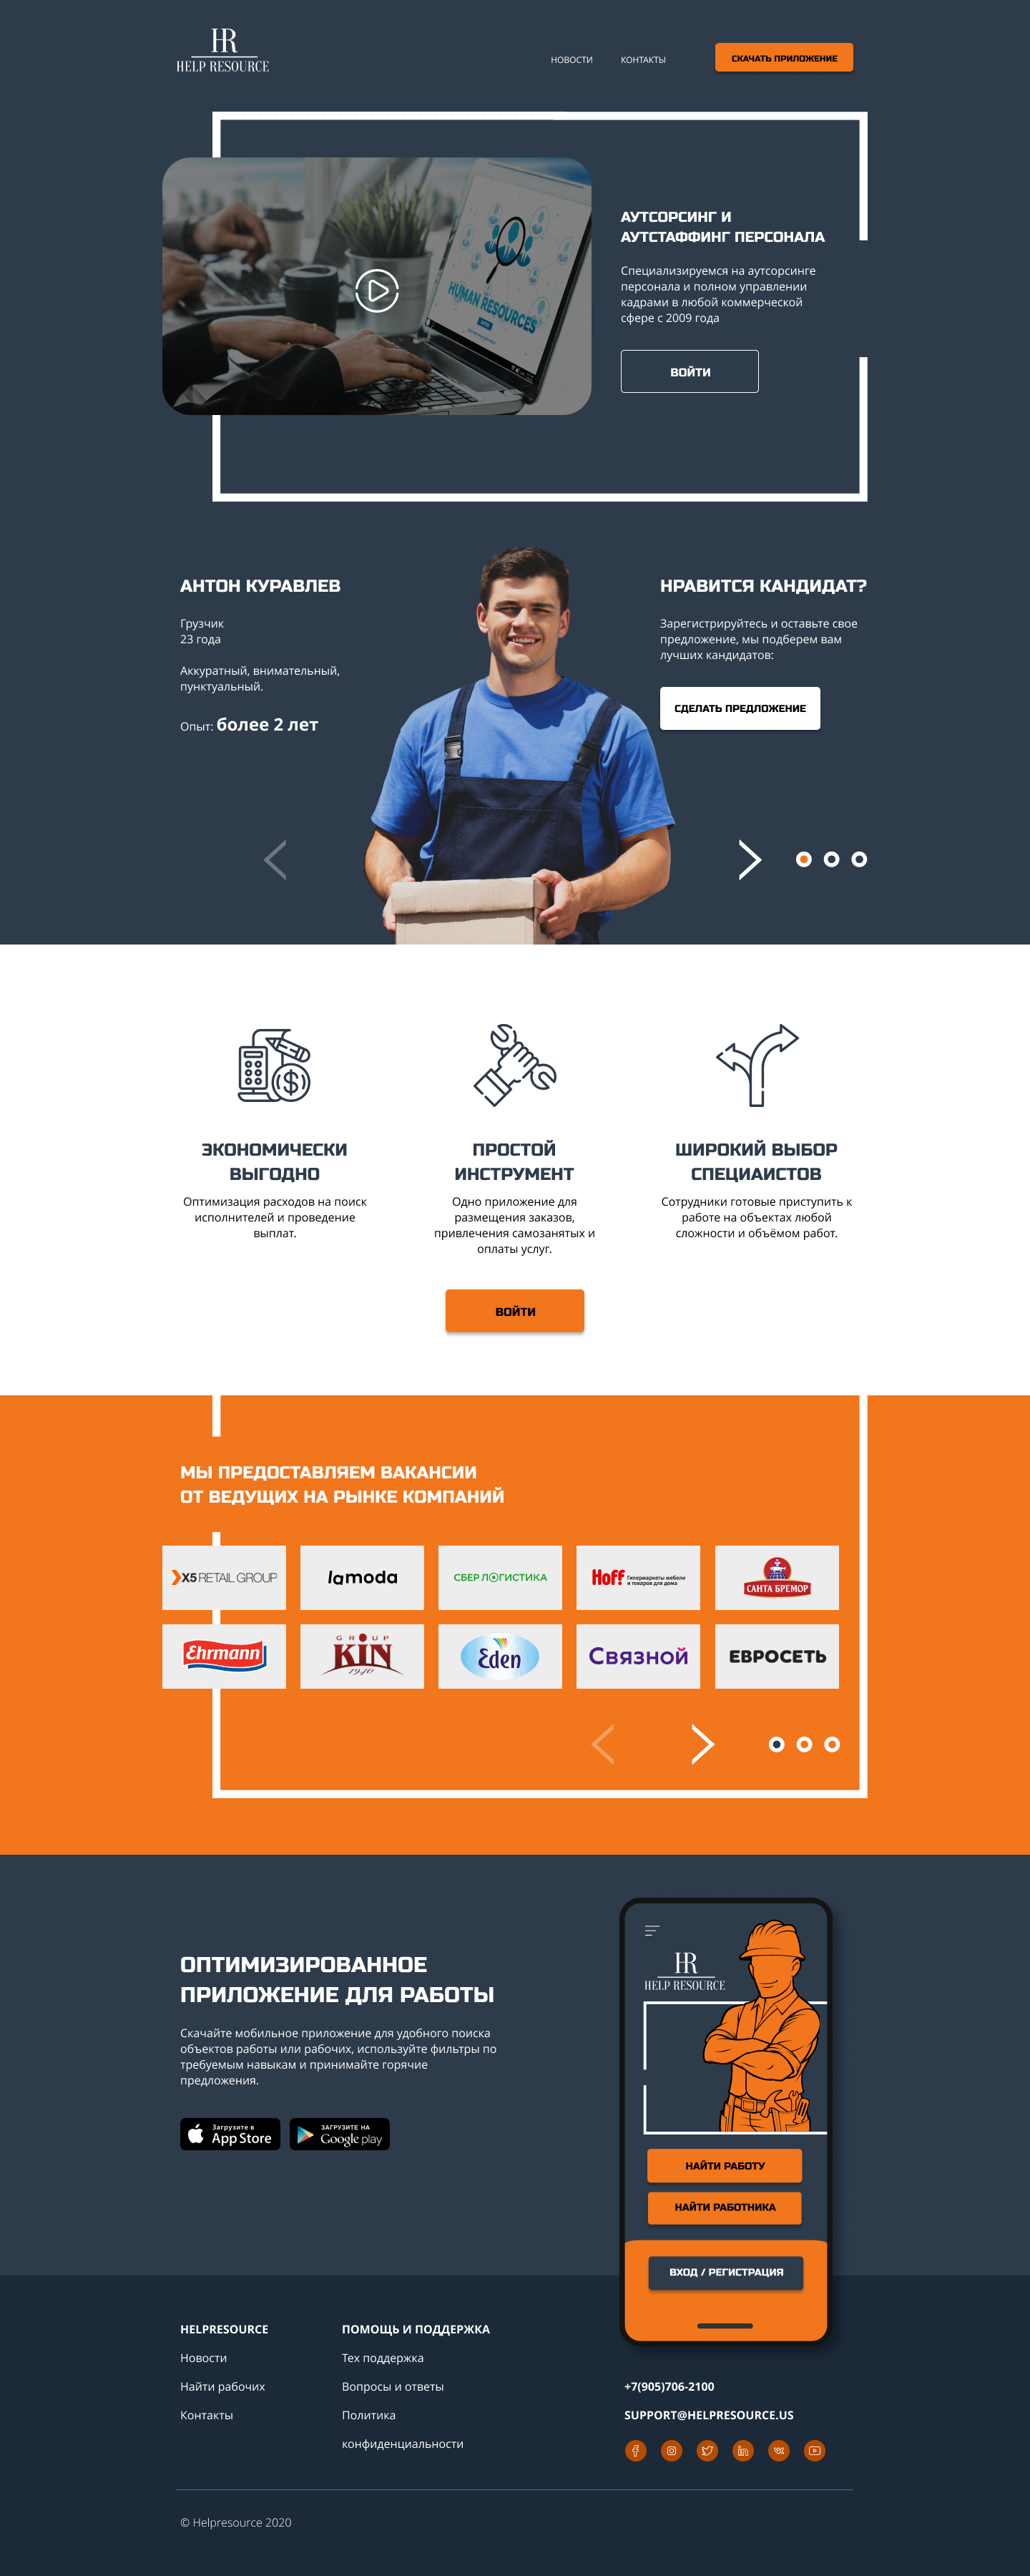 HR
HELP RESOURCE
НОВОСТИ
КОНТАКТЫ
СКАЧАТЬ ПРИЛОЖЕНИЕ
HUMAN RESOURCES
АУТСОРСИНГ И
АУТСТАФФИНГ ПЕРСОНАЛА
Специализируемся на аутсорсинге
персонала и полном управлении
кадрами в любой коммерческой
сфере с 2009 года
ВОЙТИ
АНТОН КУРАВЛЕВ
Грузчик
23 года
Аккуратный, внимательный,
пунктуальный.
Опыт: более 2 лет
НРАВИТСЯ КАНДИДАТ?
Зарегистрируйтесь и оставьте свое
предложение, мы подберем вам
лучших кандидатов:
СДЕЛАТЬ ПРЕДЛОЖЕНИЕ
ЭКОНОМИЧЕСКИ
ВЫГОДНО
Оптимизация расходов на поиск
исполнителей и проведение
выплат.
ПРОСТОЙ
ИНСТРУМЕНТ
Одно приложение для
размещения заказов,
привлечения самозанятых и
оплаты услуг.
ШИРОКИЙ ВЫБОР
СПЕЦИАИСТОВ
Сотрудники готовые приступить к
работе на объектах любой
сложности и объёмом работ.
ВОЙТИ
МЫ ПРЕДОСТАВЛЯЕМ ВАКАНСИИ
ОТ ВЕДУЩИХ НА РЫНКЕ КОМПАНИЙ
X5 RETAIL GROUP
lamoda
СБЕР ЛОГИСТИКА
Hoff Гипермаркеты мебели
и товаров для дома
САНТА БРЕМОР
Ehrmann
GROUP
KIN
1940
Eden
Связной
ЕВРОСЕТЬ
ОПТИМИЗИРОВАННОЕ
ПРИЛОЖЕНИЕ ДЛЯ РАБОТЫ
Скачайте мобильное приложение для удобного поиска
объектов работы или рабочих, используйте фильтры по
требуемым навыкам и принимайте горячие
предложения.
Загрузите в
App Store
ЗАГРУЗИТЕ НА
Google play
HR
HELP RESOURCE
НАЙТИ РАБОТУ
НАЙТИ РАБОТНИКА
ВХОД / РЕГИСТРАЦИЯ
HELPRESOURCE
Новости
Найти рабочих
Контакты
ПОМОЩЬ И ПОДДЕРЖКА
Тех поддержка
Вопросы и ответы
Политика
конфиденциальности
+7(905)706-2100
SUPPORT@HELPRESOURCE.US
© Helpresource 2020